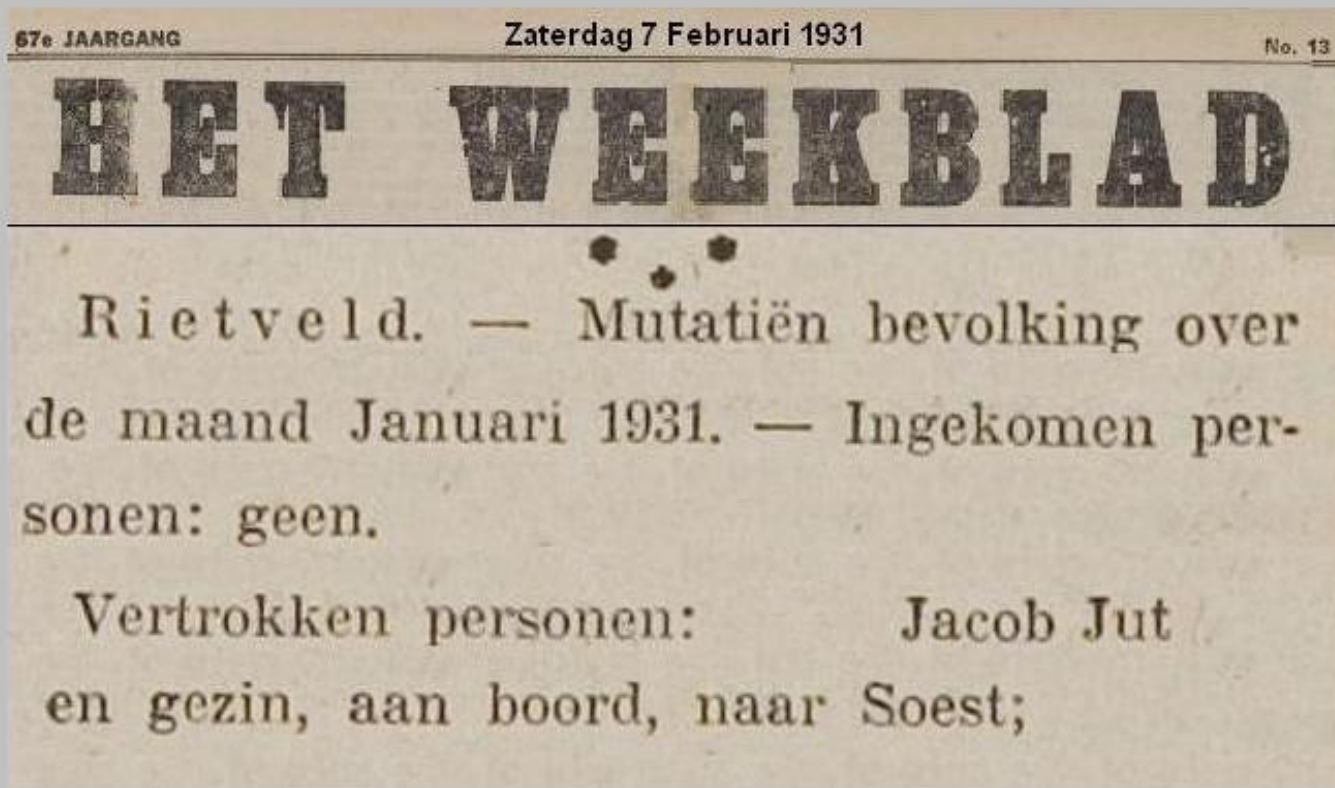 67e JAARGANG Zaterdag 7 Februari 1931 No. 13
HET WEEKBLAD
Rietveld. — Mutatiën bevolking over
de maand Januari 1931. — Ingekomen per-
sonen: geen.
Vertrokken personen: Jacob Jut
en gezin, aan boord, naar Soest;